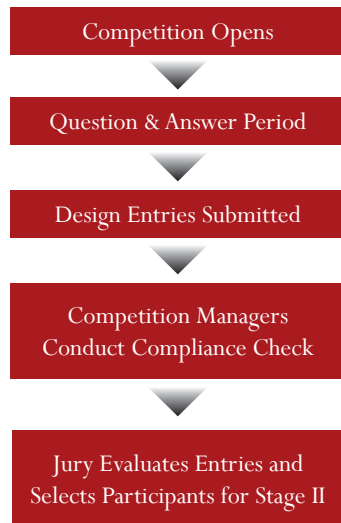 Competition Opens
Question & Answer Period
Design Entries Submitted
Competition Managers
Conduct Compliance Check
Jury Evaluates Entries and
Selects Participants for Stage II